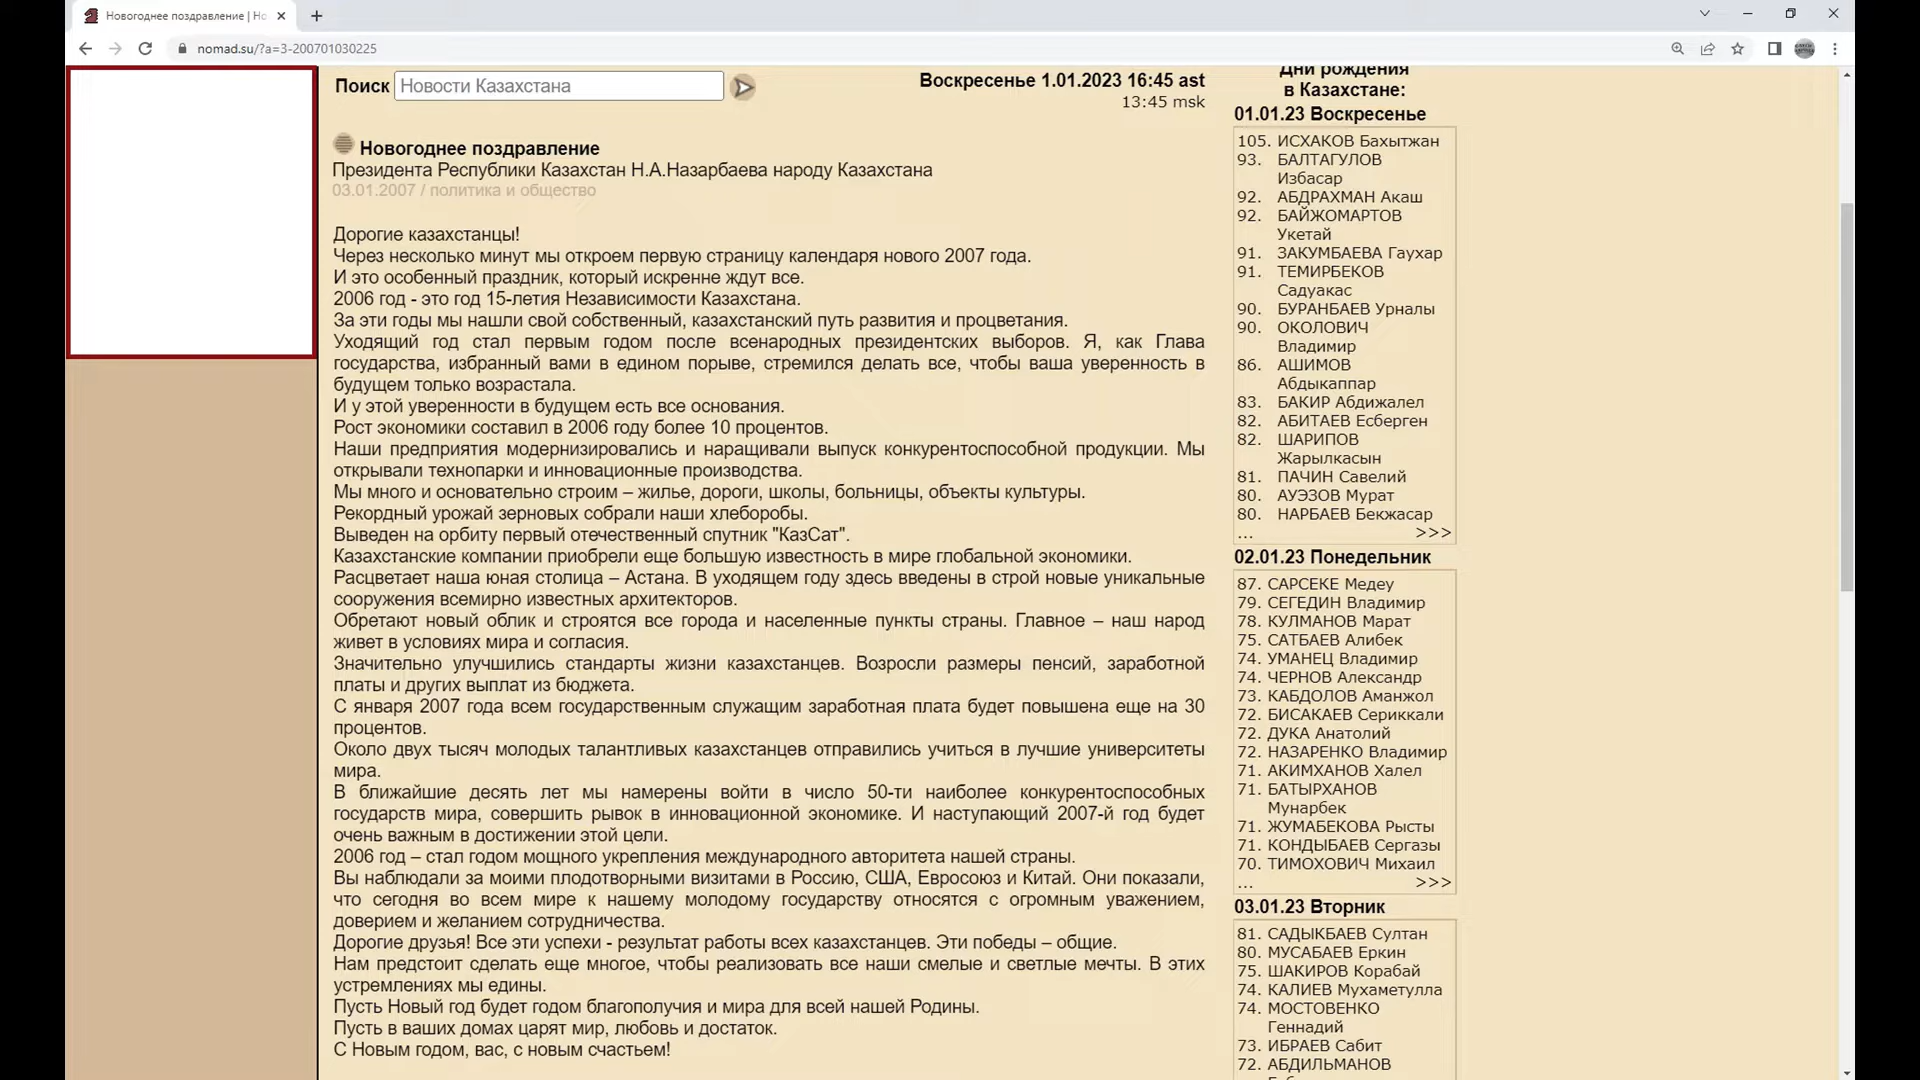 Новогоднее поздравление | Но
nomad.su/?a=3-200701030225
Поиск Новости Казахстана
Воскресенье 1.01.2023 16:45 ast
13:45 msk
Новогоднее поздравление
Президента Республики Казахстан Н.А.Назарбаева народу Казахстана
03.01.2007 / политика и общество
Дорогие казахстанцы!
Через несколько минут мы откроем первую страницу календаря нового 2007 года.
И это особенный праздник, который искренне ждут все.
2006 год - это год 15-летия Независимости Казахстана.
За эти годы мы нашли свой собственный, казахстанский путь развития и процветания.
Уходящий год стал первым годом после всенародных президентских выборов. Я, как Глава
государства, избранный вами в едином порыве, стремился делать все, чтобы ваша уверенность в
будущем только возрастала.
И у этой уверенности в будущем есть все основания.
Рост экономики составил в 2006 году более 10 процентов.
Наши предприятия модернизировались и наращивали выпуск конкурентоспособной продукции. Мы
открывали технопарки и инновационные производства.
Мы много и основательно строим – жилье, дороги, школы, больницы, объекты культуры.
Рекордный урожай зерновых собрали наши хлеборобы.
Выведен на орбиту первый отечественный спутник "КазСат".
Казахстанские компании приобрели еще большую известность в мире глобальной экономики.
Расцветает наша юная столица – Астана. В уходящем году здесь введены в строй новые уникальные
сооружения всемирно известных архитекторов.
Обретают новый облик и строятся все города и населенные пункты страны. Главное – наш народ
живет в условиях мира и согласия.
Значительно улучшились стандарты жизни казахстанцев. Возросли размеры пенсий, заработной
платы и других выплат из бюджета.
С января 2007 года всем государственным служащим заработная плата будет повышена еще на 30
процентов.
Около двух тысяч молодых талантливых казахстанцев отправились учиться в лучшие университеты
мира.
В ближайшие десять лет мы намерены войти в число 50-ти наиболее конкурентоспособных
государств мира, совершить рывок в инновационной экономике. И наступающий 2007-й год будет
очень важным в достижении этой цели.
2006 год – стал годом мощного укрепления международного авторитета нашей страны.
Вы наблюдали за моими плодотворными визитами в Россию, США, Евросоюз и Китай. Они показали,
что сегодня во всем мире к нашему молодому государству относятся с огромным уважением,
доверием и желанием сотрудничества.
Дорогие друзья! Все эти успехи - результат работы всех казахстанцев. Эти победы – общие.
Нам предстоит сделать еще многое, чтобы реализовать все наши смелые и светлые мечты. В этих
устремлениях мы едины.
Пусть Новый год будет годом благополучия и мира для всей нашей Родины.
Пусть в ваших домах царят мир, любовь и достаток.
С Новым годом, вас, с новым счастьем!
Дни рождения
в Казахстане:
01.01.23 Воскресенье
105. ИСХАКОВ Бахытжан
93. БАЛТАГУЛОВ
Избасар
92. АБДРАХМАН Акаш
92. БАЙЖОМАРТОВ
Укетай
91. ЗАКУМБАЕВА Гаухар
91. ТЕМИРБЕКОВ
Садуакас
90. БУРАНБАЕВ Урналы
90. ОКОЛОВИЧ
Владимир
86. АШИМОВ
Абдыкаппар
83. БАКИР Абдижалел
82. АБИТАЕВ Есберген
82. ШАРИПОВ
Жарылкасын
81. ПАЧИН Савелий
80. АУЭЗОВ Мурат
80. НАРБАЕВ Бекжасар
... >>>
02.01.23 Понедельник
87. САРСЕКЕ Медеу
79. СЕГЕДИН Владимир
78. КУЛМАНОВ Марат
75. САТБАЕВ Алибек
74. УМАНЕЦ Владимир
74. ЧЕРНОВ Александр
73. КАБДОЛОВ Аманжол
72. БИСАКАЕВ Сериккали
72. ДУКА Анатолий
72. НАЗАРЕНКО Владимир
71. АКИМХАНОВ Халел
71. БАТЫРХАНОВ
Мунарбек
71. ЖУМАБЕКОВА Рысты
71. КОНДЫБАЕВ Сергазы
70. ТИМОХОВИЧ Михаил
... >>>
03.01.23 Вторник
81. САДЫКБАЕВ Султан
80. МУСАБАЕВ Еркин
75. ШАКИРОВ Корабай
74. КАЛИЕВ Мухаметулла
74. МОСТОВЕНКО
Геннадий
73. ИБРАЕВ Сабит
72. АБДИЛЬМАНОВ